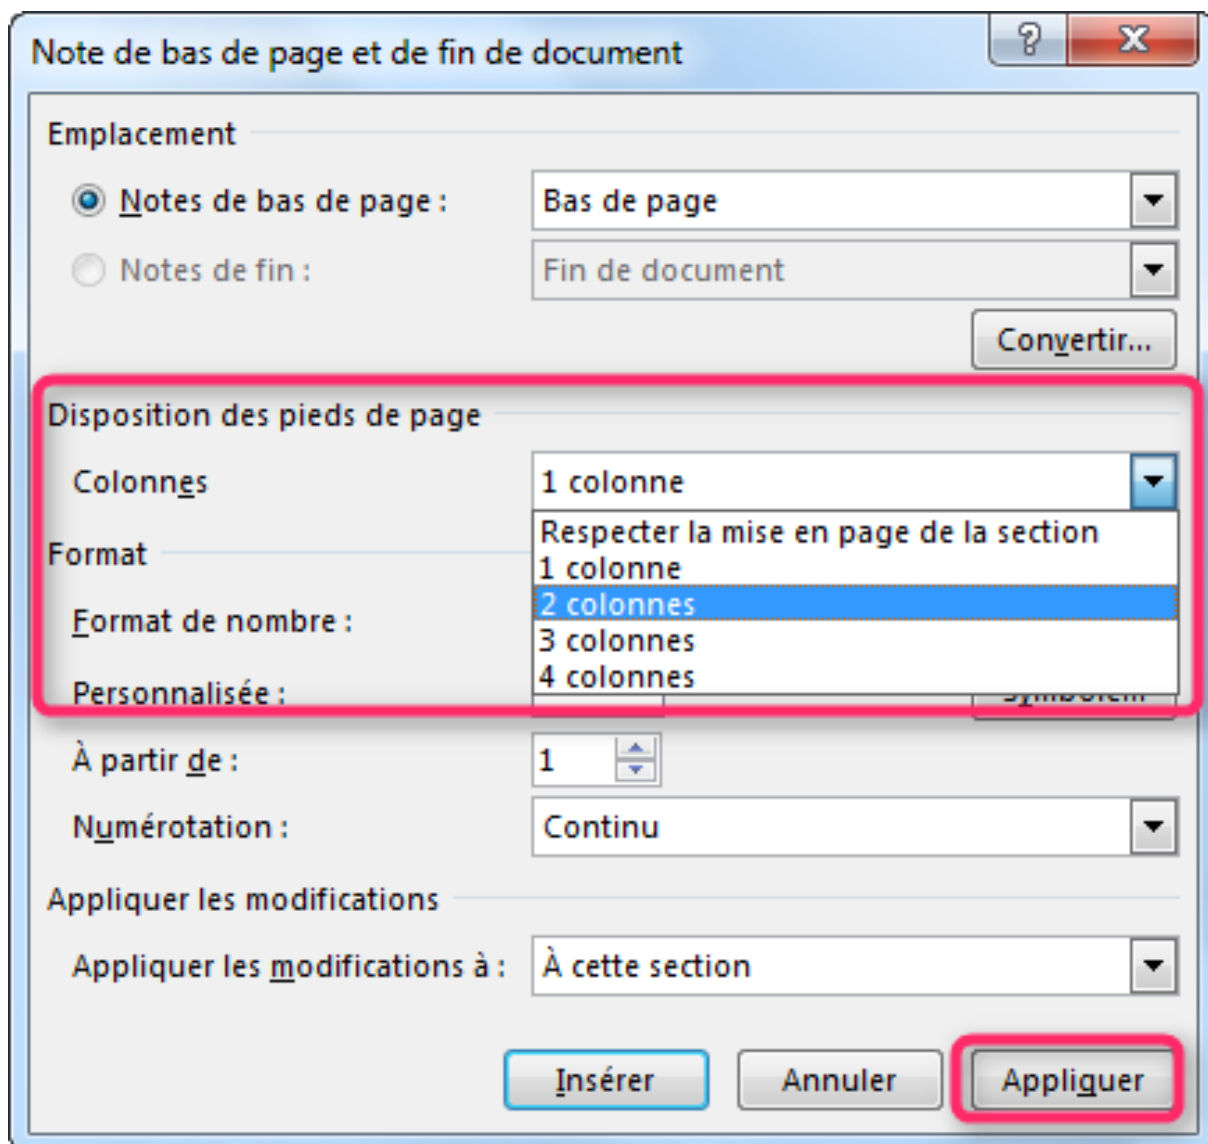 Note de bas de page et de fin de document
Emplacement
Notes de bas de page : Bas de page
Notes de fin : Fin de document
Convertir...
Disposition des pieds de page
Colonnes 1 colonne
Respecter la mise en page de la section
1 colonne
2 colonnes
3 colonnes
4 colonnes
Format
Format de nombre :
Personnalisée :
À partir de : 1
Numérotation : Continu
Appliquer les modifications
Appliquer les modifications à : À cette section
Insérer Annuler Appliquer